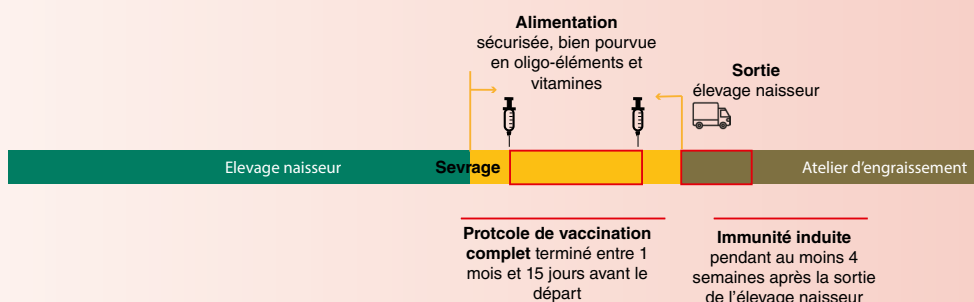 Alimentation
sécurisée, bien pourvue
en oligo-éléments et
vitamines
Sortie
élevage naisseur
Elevage naisseur
Sevrage
Atelier d'engraissement
Protcole de vaccination
complet terminé entre 1
mois et 15 jours avant le
départ
Immunité induite
pendant au moins 4
semaines après la sortie
de l'élevage naisseur